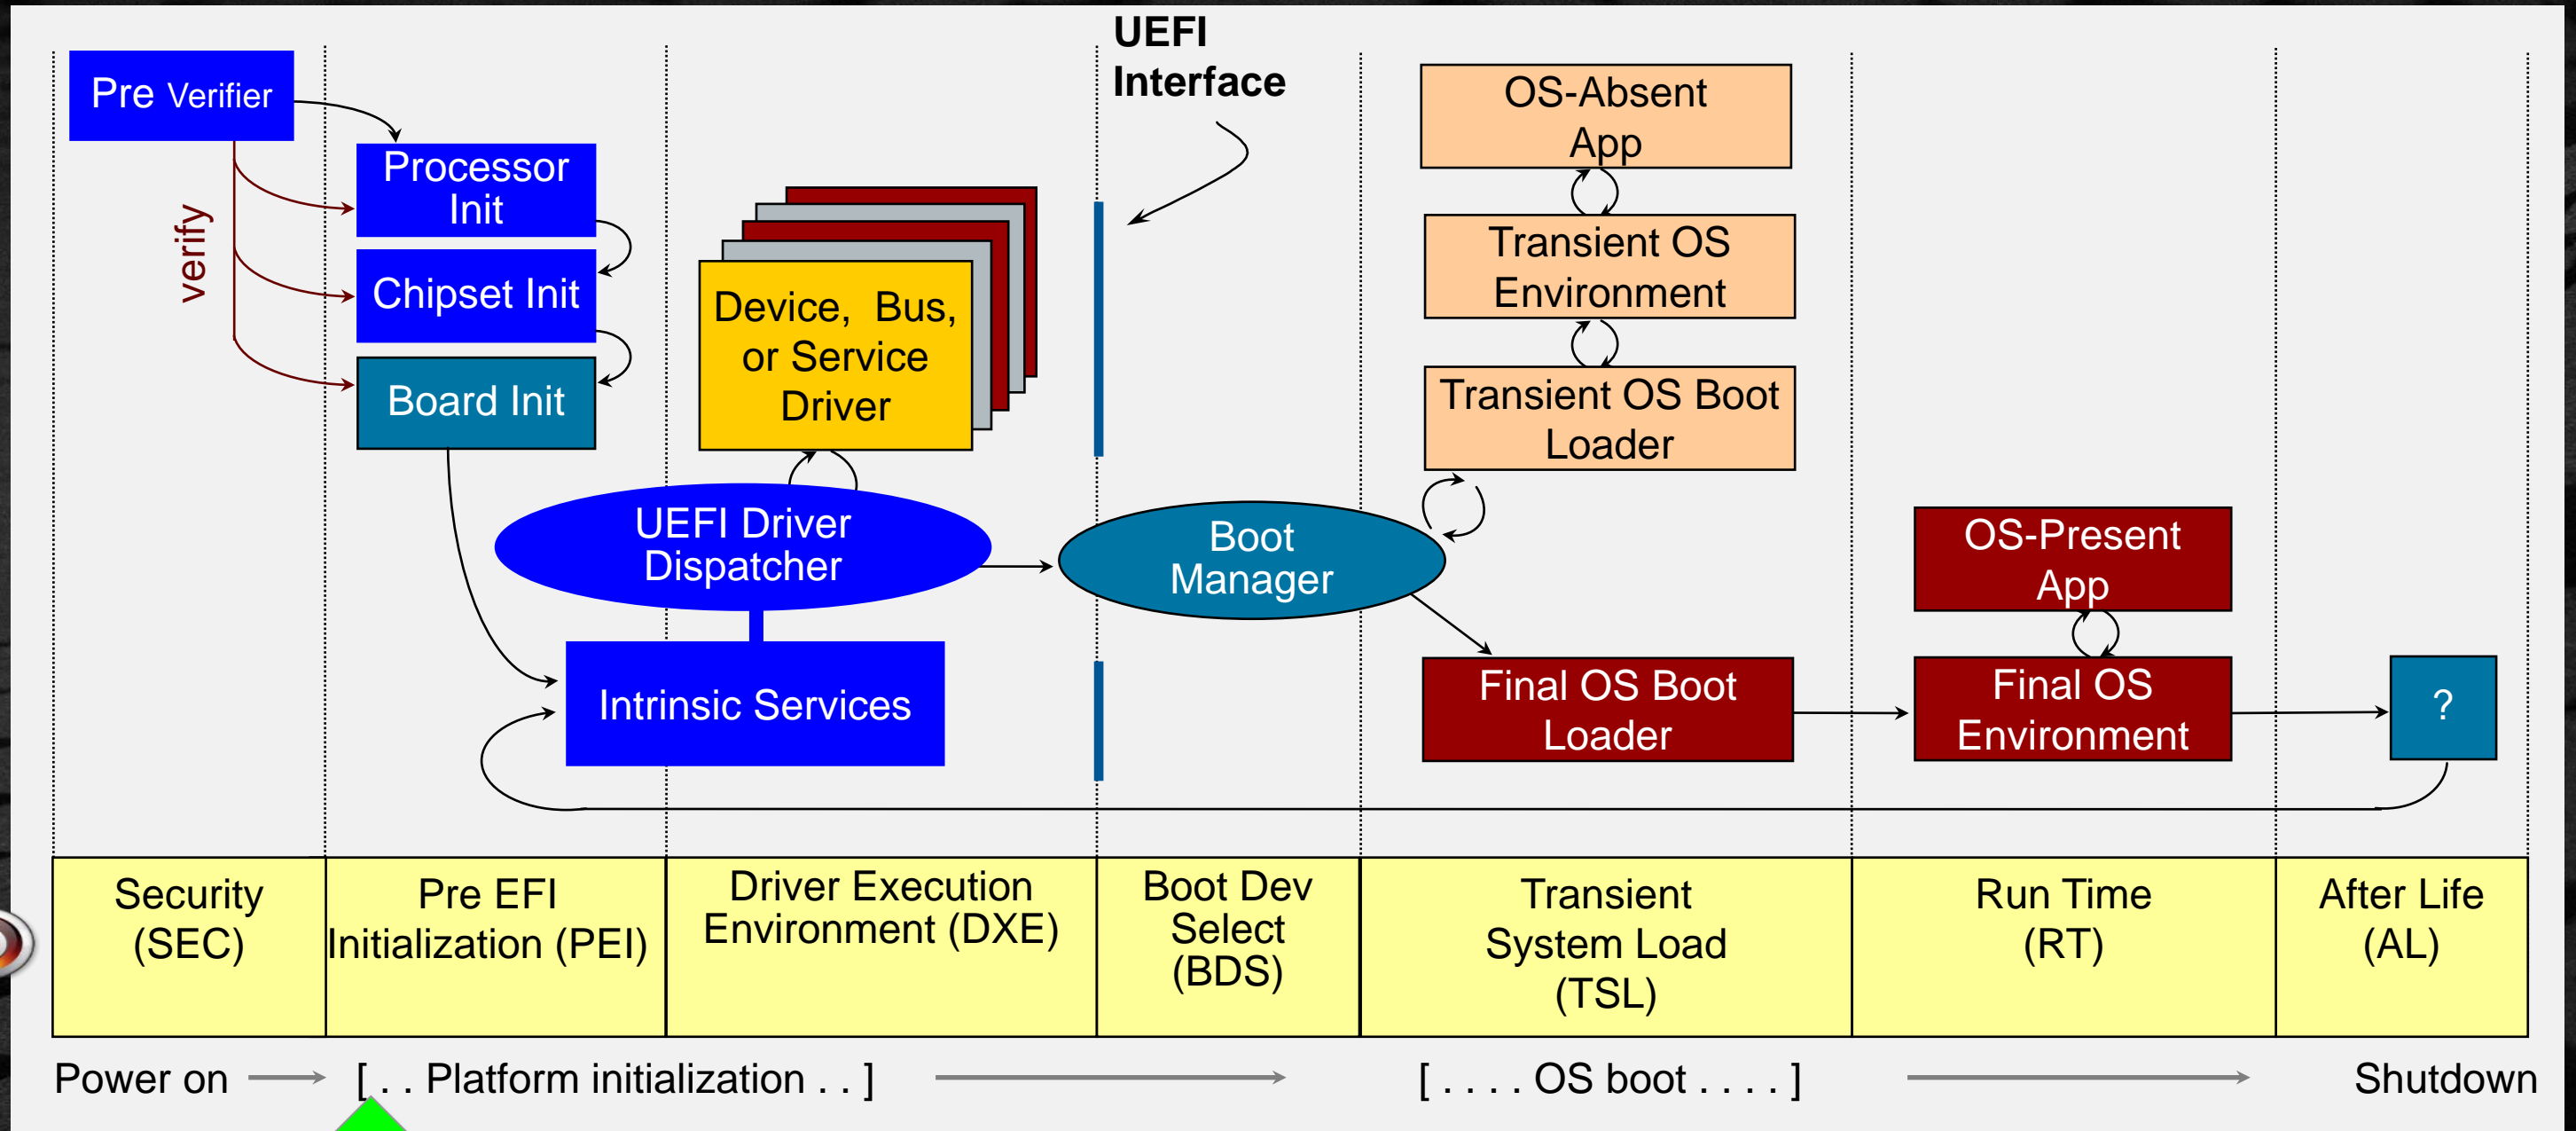 UEFI
Interface
Pre Verifier
verify
Processor
Init
Chipset Init
Board Init
Device, Bus,
or Service
Driver
UEFI Driver
Dispatcher
Intrinsic Services
Boot
Manager
OS-Absent
App
Transient OS
Environment
Transient OS Boot
Loader
Final OS Boot
Loader
OS-Present
App
Final OS
Environment
?
Security
(SEC)
Pre EFI
Initialization (PEI)
Driver Execution
Environment (DXE)
Boot Dev
Select
(BDS)
Transient
System Load
(TSL)
Run Time
(RT)
After Life
(AL)
Power on
[ . . Platform initialization . . ]
[ . . . . OS boot . . . . ]
Shutdown